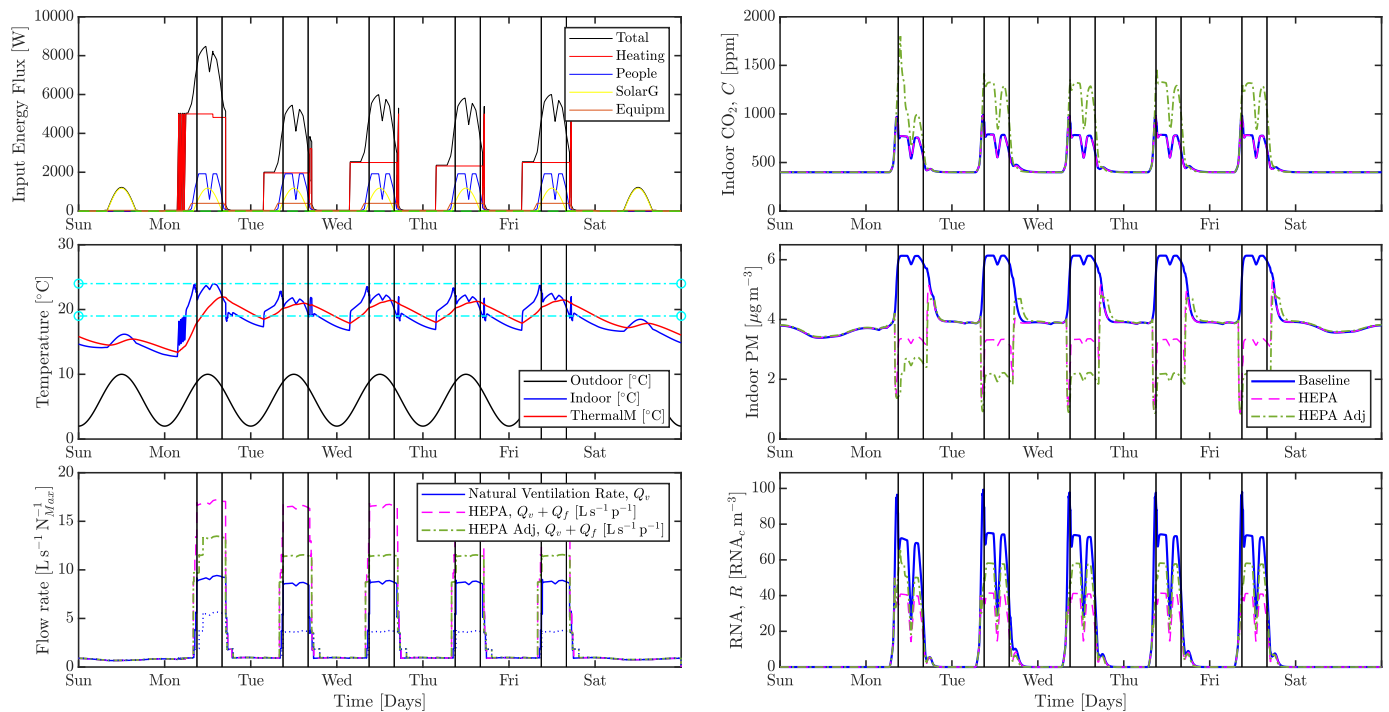 Input Energy Flux [W]
10000
8000
6000
4000
2000
0
Total
Heating
People
SolarG
Equipm
Sun Mon Tue Wed Thu Fri Sat
Indoor CO2, C [ppm]
2000
1500
1000
500
0
Sun Mon Tue Wed Thu Fri Sat
Temperature [°C]
30
20
10
0
Outdoor [°C]
Indoor [°C]
ThermalM [°C]
Sun Mon Tue Wed Thu Fri Sat
Indoor PM [μg m−3]
6
4
2
0
Baseline
HEPA
HEPA Adj
Sun Mon Tue Wed Thu Fri Sat
Flow rate [L s−1 N−1Max]
20
15
10
5
0
Natural Ventilation Rate, Qv
HEPA, Qv + Qf [L s−1 p−1]
HEPA Adj, Qv + Qf [L s−1 p−1]
Sun Mon Tue Wed Thu Fri Sat
Time [Days]
RNA, R [RNAc m−3]
100
80
60
40
20
0
Sun Mon Tue Wed Thu Fri Sat
Time [Days]